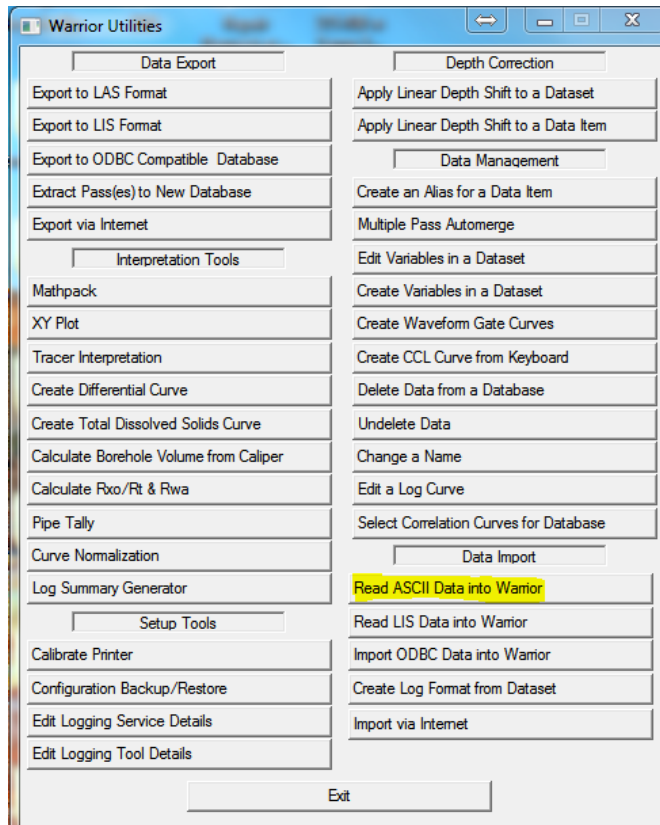 Warrior Utilities
Data Export
Export to LAS Format
Export to LIS Format
Export to ODBC Compatible Database
Extract Pass(es) to New Database
Export via Internet
Interpretation Tools
Mathpack
XY Plot
Tracer Interpretation
Create Differential Curve
Create Total Dissolved Solids Curve
Calculate Borehole Volume from Caliper
Calculate Rxo/Rt & Rwa
Pipe Tally
Curve Normalization
Log Summary Generator
Setup Tools
Calibrate Printer
Configuration Backup/Restore
Edit Logging Service Details
Edit Logging Tool Details
Depth Correction
Apply Linear Depth Shift to a Dataset
Apply Linear Depth Shift to a Data Item
Data Management
Create an Alias for a Data Item
Multiple Pass Automerge
Edit Variables in a Dataset
Create Variables in a Dataset
Create Waveform Gate Curves
Create CCL Curve from Keyboard
Delete Data from a Database
Undelete Data
Change a Name
Edit a Log Curve
Select Correlation Curves for Database
Data Import
Read ASCII Data into Warrior
Read LIS Data into Warrior
Import ODBC Data into Warrior
Create Log Format from Dataset
Import via Internet
Exit